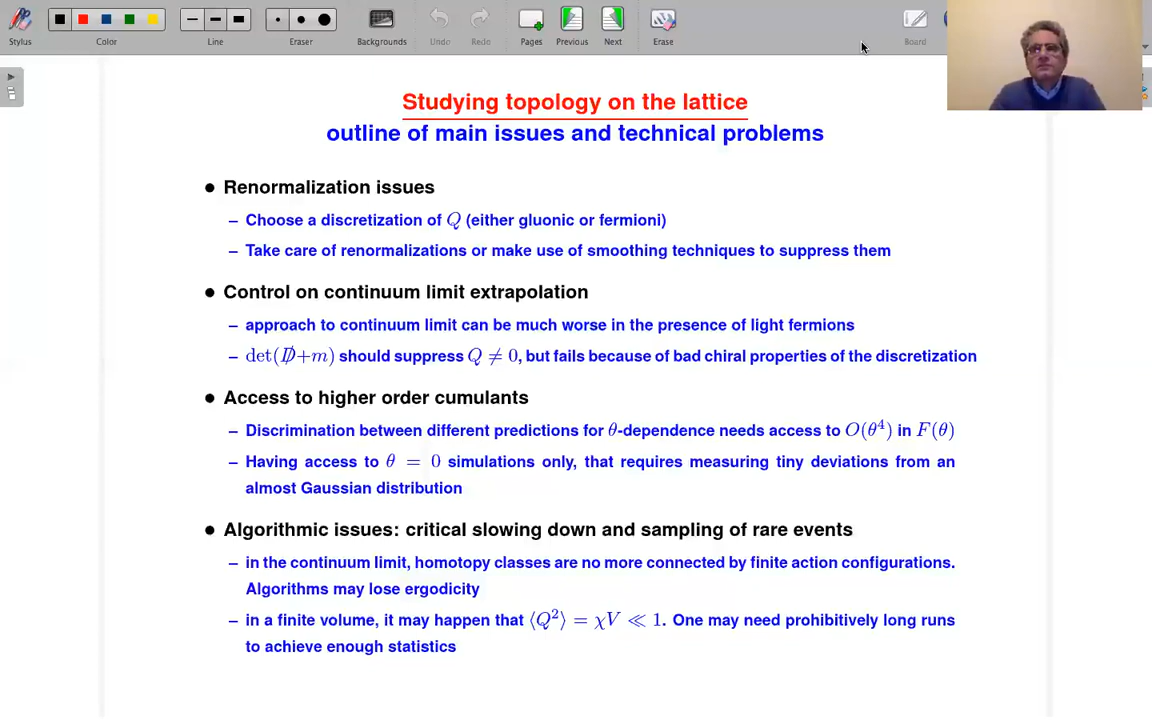 Stylus
Color
Line
Eraser
Backgrounds
Undo
Redo
Pages
Previous
Next
Erase
Board
Studying topology on the lattice
outline of main issues and technical problems
● Renormalization issues
– Choose a discretization of Q (either gluonic or fermioni)
– Take care of renormalizations or make use of smoothing techniques to suppress them
● Control on continuum limit extrapolation
– approach to continuum limit can be much worse in the presence of light fermions
– det(D̸+m) should suppress Q ≠ 0, but fails because of bad chiral properties of the discretization
● Access to higher order cumulants
– Discrimination between different predictions for θ-dependence needs access to O(θ⁴) in F(θ)
– Having access to θ = 0 simulations only, that requires measuring tiny deviations from an
almost Gaussian distribution
● Algorithmic issues: critical slowing down and sampling of rare events
– in the continuum limit, homotopy classes are no more connected by finite action configurations.
Algorithms may lose ergodicity
– in a finite volume, it may happen that ⟨Q²⟩ = χV ≪ 1. One may need prohibitively long runs
to achieve enough statistics